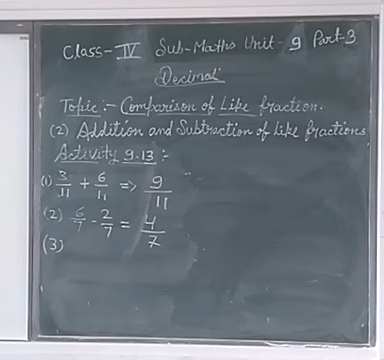 Class-IV Sub-Maths Unit-9 Part-3
Decimal
Topic :- Comparison of Like fraction.
(2) Addition and Subtraction of Like fractions
Activity 9.13 :-
(1) 3/11 + 6/11 => 9/11
(2) 6/7 - 2/7 = 4/7
(3)